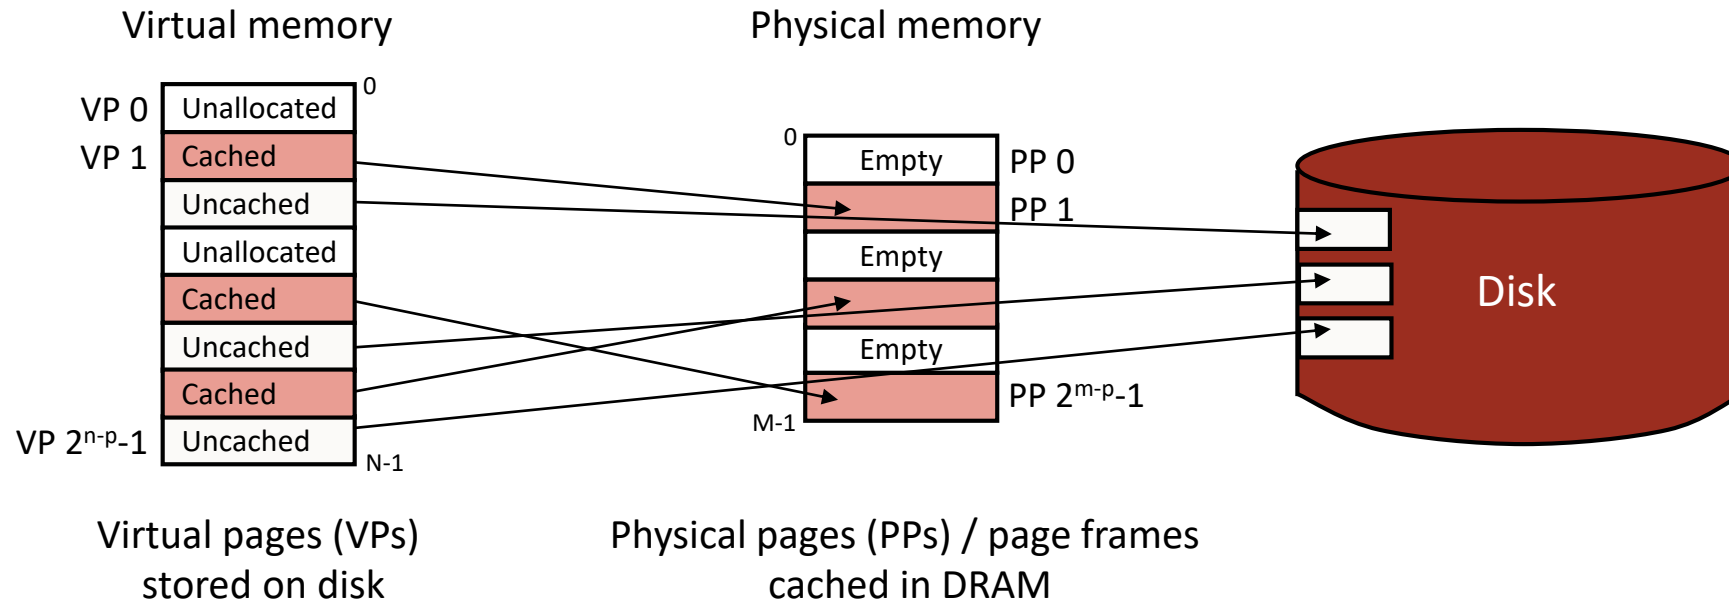 Virtual memory
Physical memory
0
VP 0
Unallocated
VP 1
Cached
Uncached
Unallocated
Cached
Uncached
Cached
VP 2^{n-p}-1
Uncached
N-1
0
Empty
PP 0
PP 1
Empty
Empty
PP 2^{m-p}-1
M-1
Disk
Virtual pages (VPs)
stored on disk
Physical pages (PPs) / page frames
cached in DRAM